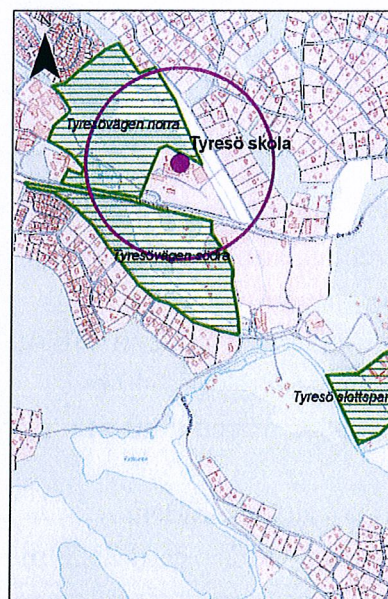 N
Tyresövägen norra
Tyresö skola
Tyresövägen södra
Tyresö slottspar